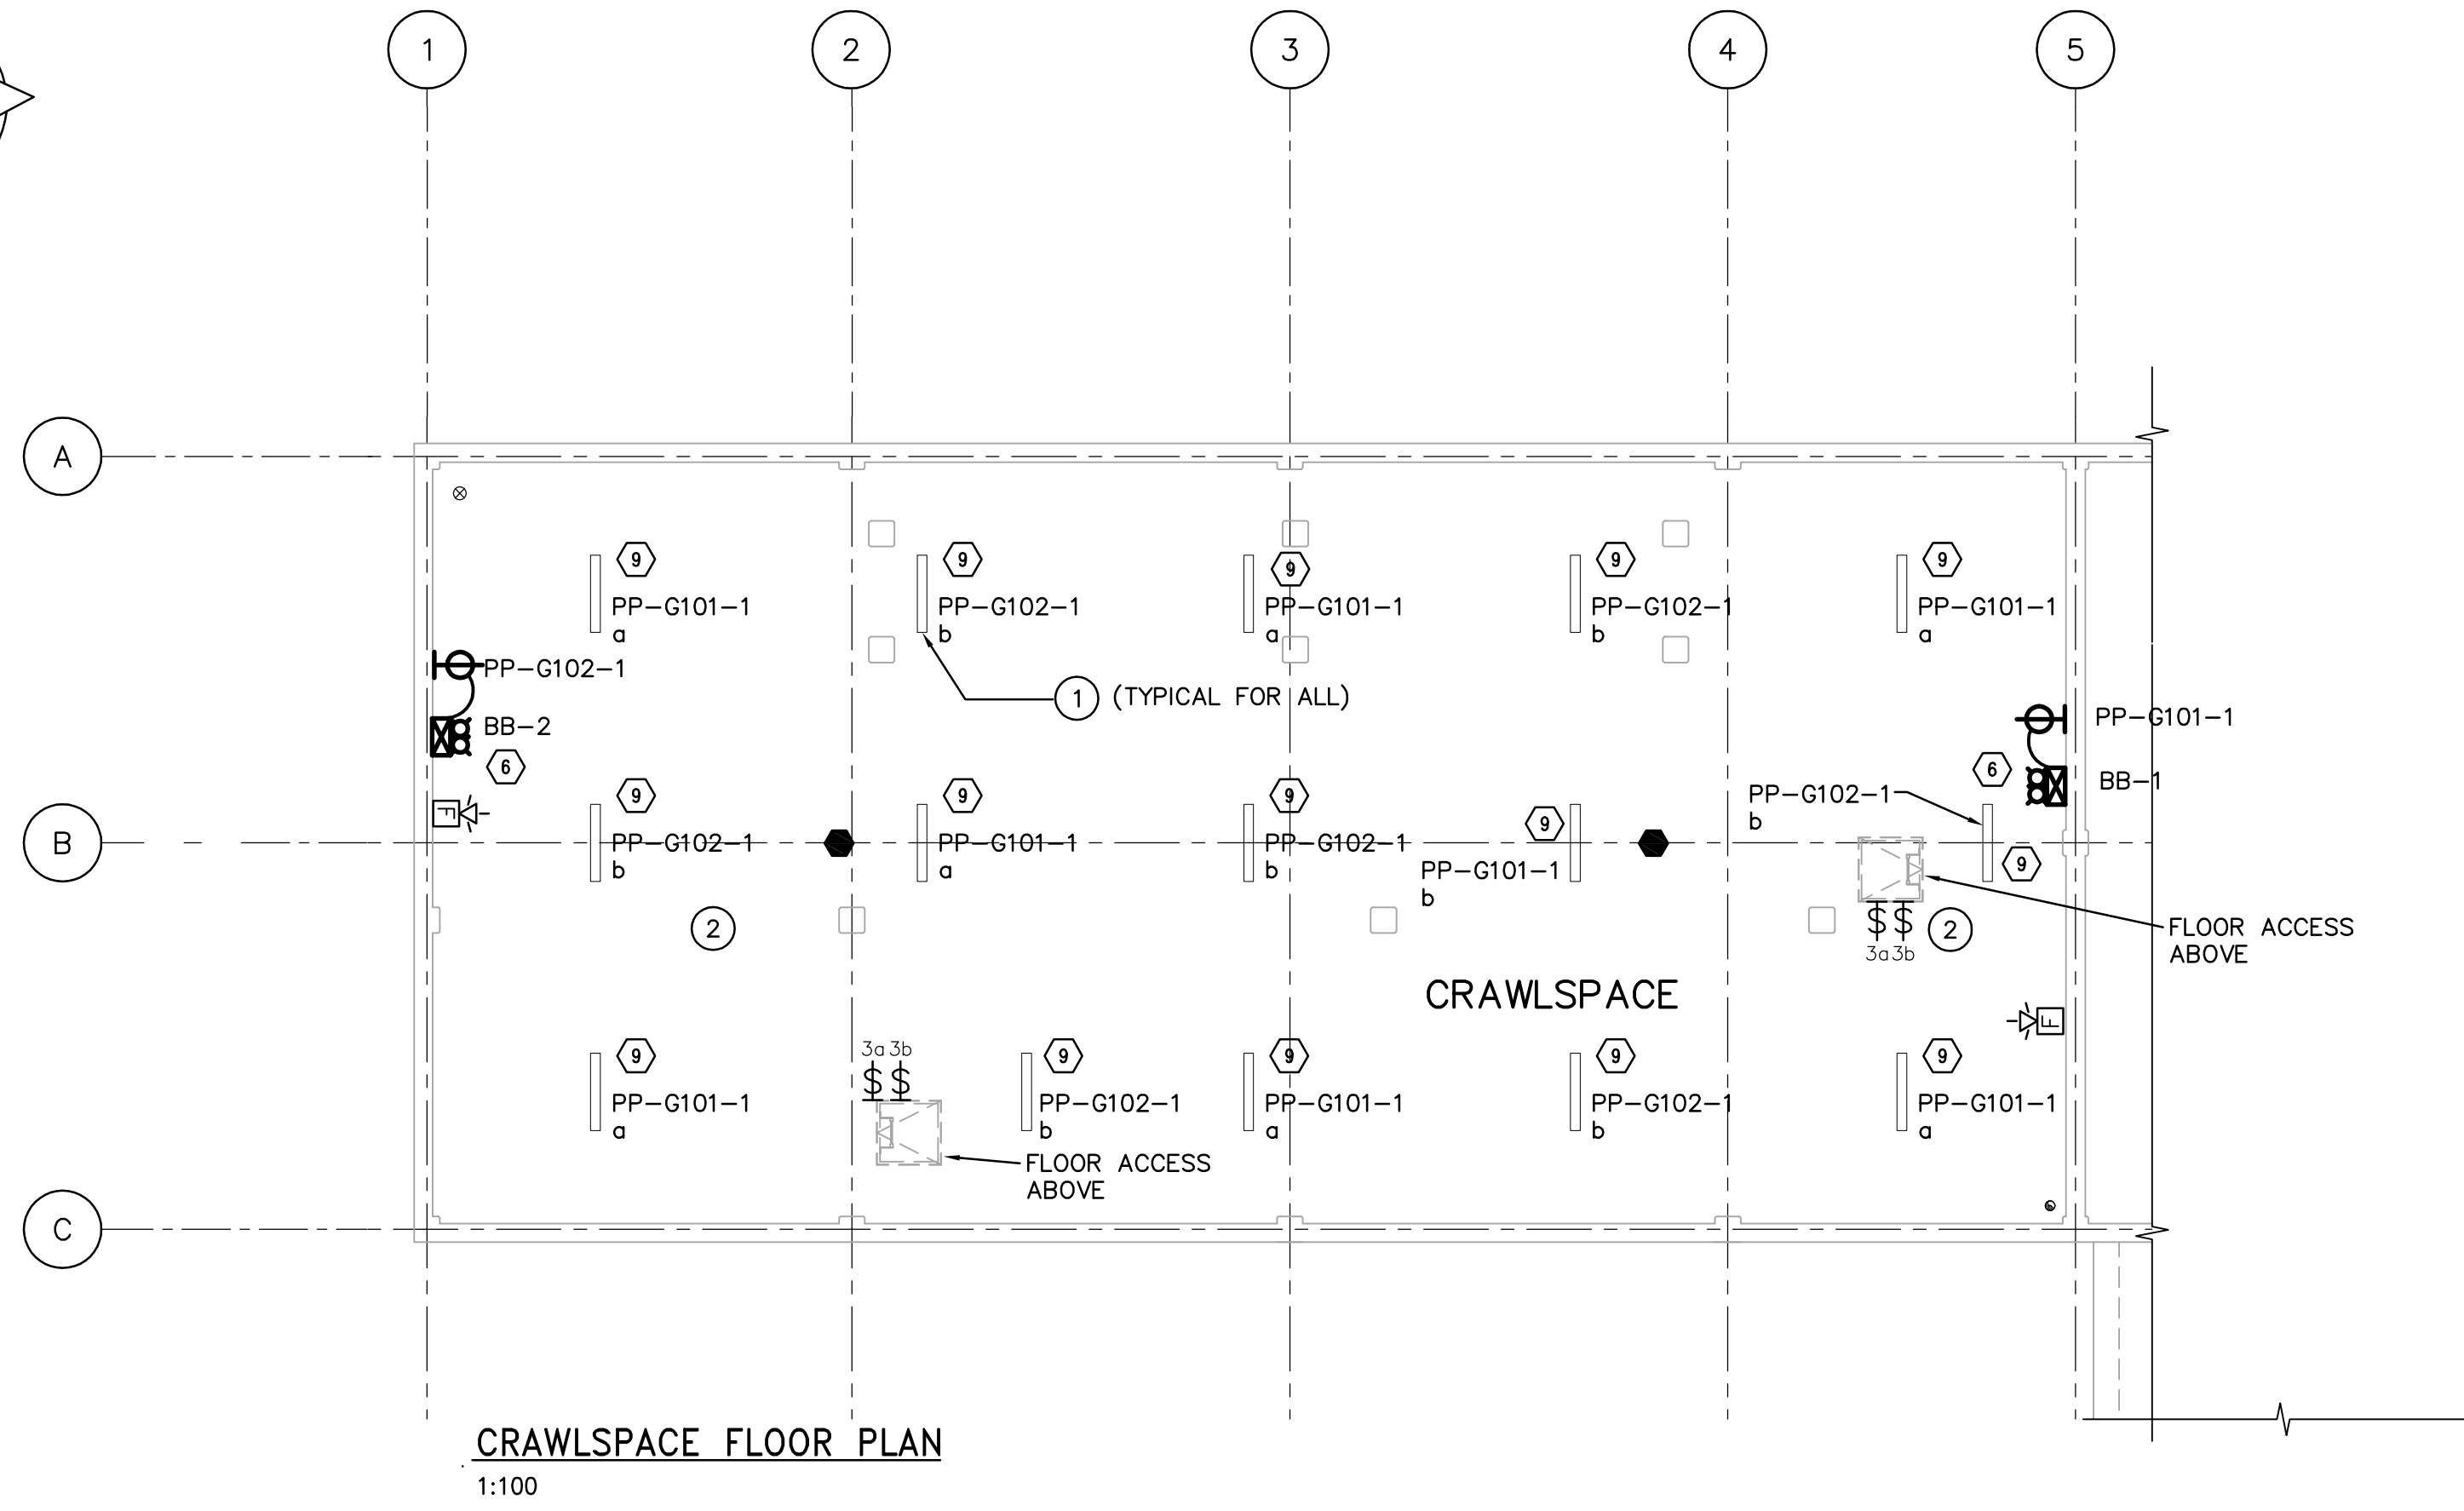 1 2 3 4 5
A
9 9 9 9 9
PP-G101-1 PP-G102-1 PP-G101-1 PP-G102-1 PP-G101-1
a b a b a
PP-G102-1
1 (TYPICAL FOR ALL)
BB-2
PP-G101-1
6
6
BB-1
PP-G102-1
b
9 9 9 9
F
B
PP-G102-1 PP-G101-1 PP-G102-1
b a b
PP-G101-1
b
9
2
$ $
3a 3b
2
FLOOR ACCESS
ABOVE
CRAWLSPACE
F
3a 3b
$ $
9 9 9 9 9
PP-G101-1 PP-G102-1 PP-G101-1 PP-G102-1 PP-G101-1
a b a b a
FLOOR ACCESS
ABOVE
C
CRAWLSPACE FLOOR PLAN
1:100